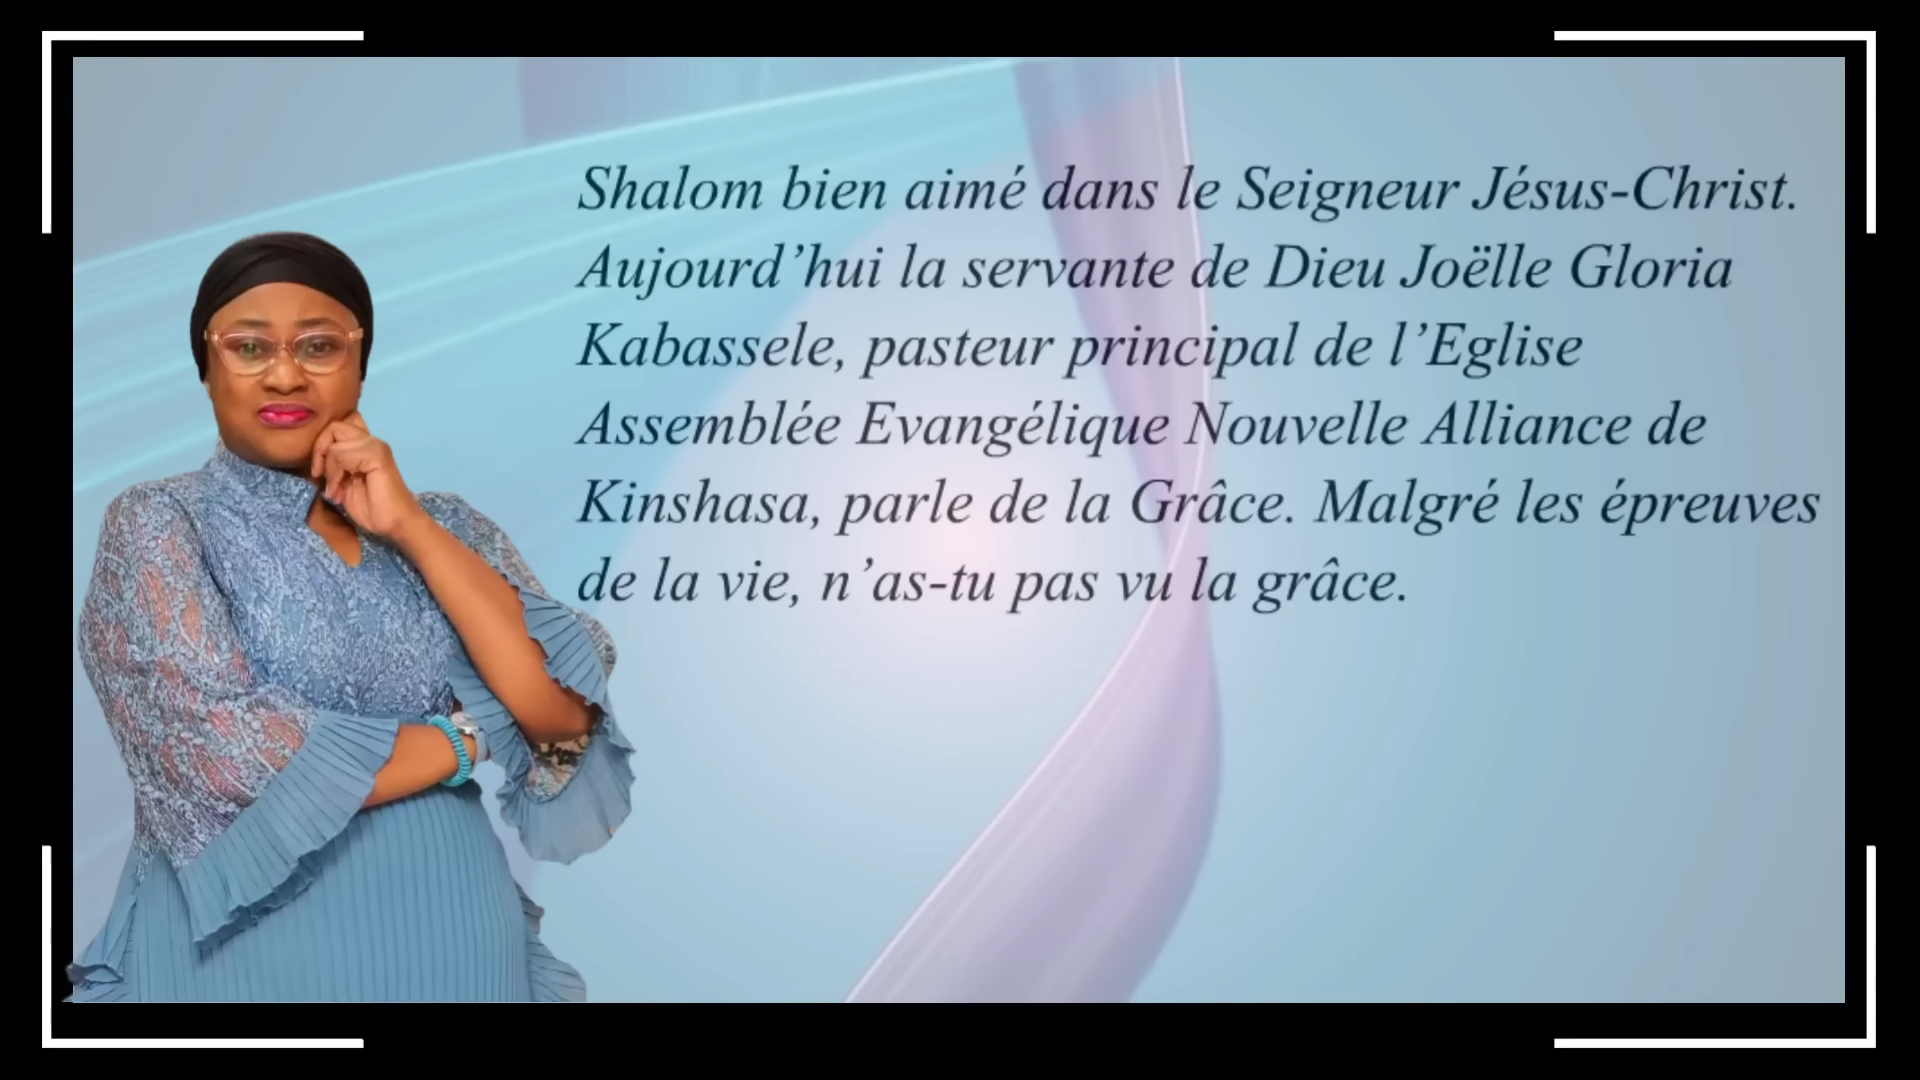 Shalom bien aimé dans le Seigneur Jésus-Christ.
Aujourd’hui la servante de Dieu Joëlle Gloria
Kabassele, pasteur principal de l’Eglise
Assemblée Evangélique Nouvelle Alliance de
Kinshasa, parle de la Grâce. Malgré les épreuves
de la vie, n’as-tu pas vu la grâce.